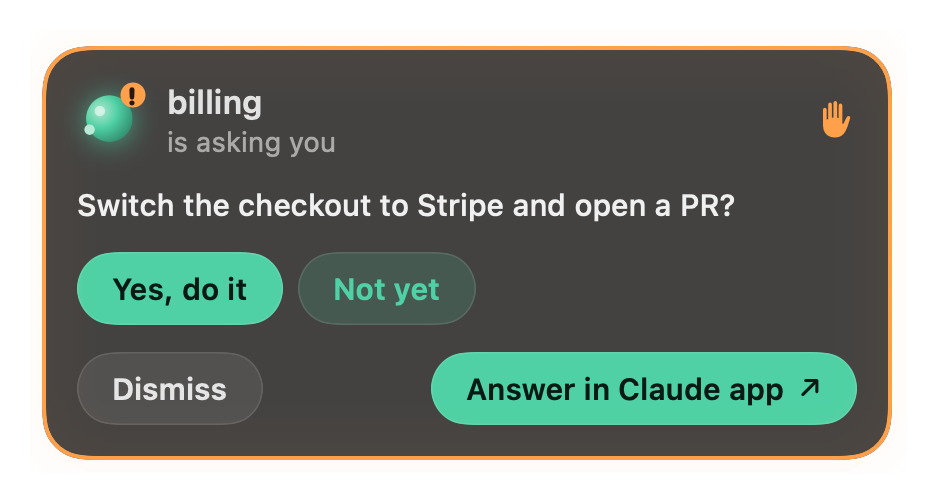 billing
is asking you
Switch the checkout to Stripe and open a PR?
Yes, do it
Not yet
Dismiss
Answer in Claude app ↗